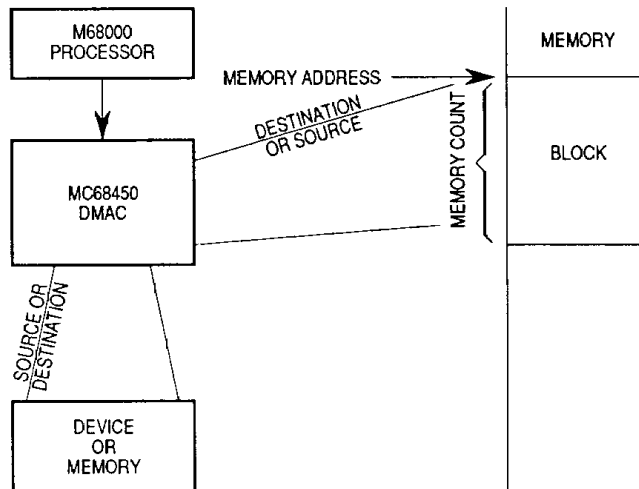 M68000
PROCESSOR
MEMORY
MEMORY ADDRESS
DESTINATION
OR SOURCE
MEMORY COUNT
BLOCK
MC68450
DMAC
SOURCE OR
DESTINATION
DEVICE
OR
MEMORY